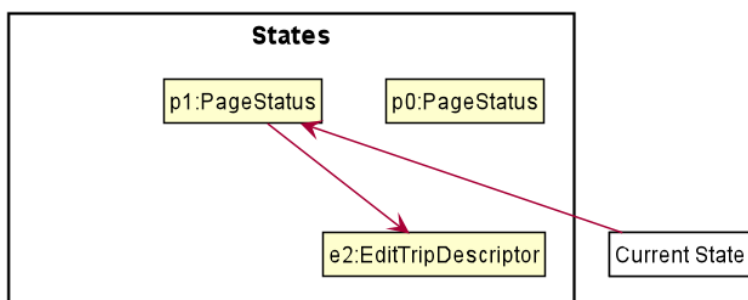 States
p1:PageStatus
p0:PageStatus
e2:EditTripDescriptor
Current State